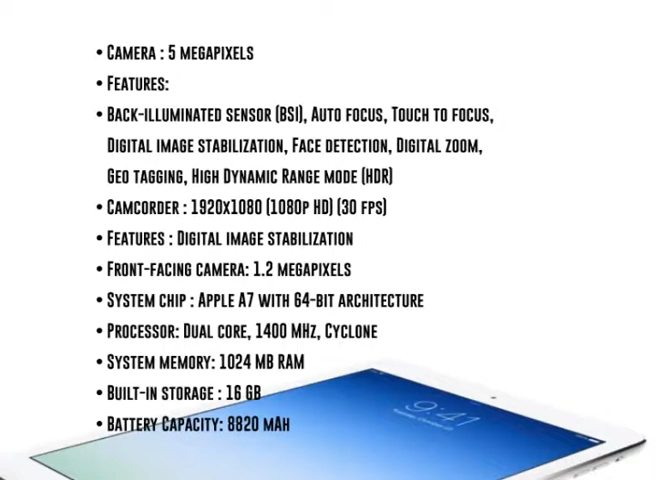 • Camera : 5 megapixels
• Features:
• Back-illuminated sensor (BSI), Auto focus, Touch to focus,
Digital image stabilization, Face detection, Digital zoom,
Geo tagging, High Dynamic Range mode (HDR)
• Camcorder : 1920x1080 (1080p HD) (30 fps)
• Features : Digital image stabilization
• Front-facing camera: 1.2 megapixels
• System chip : Apple A7 with 64-bit architecture
• Processor: Dual core, 1400 MHz, Cyclone
• System memory: 1024 MB RAM
• Built-in storage : 16 GB
• Battery Capacity: 8820 mAh
9:41